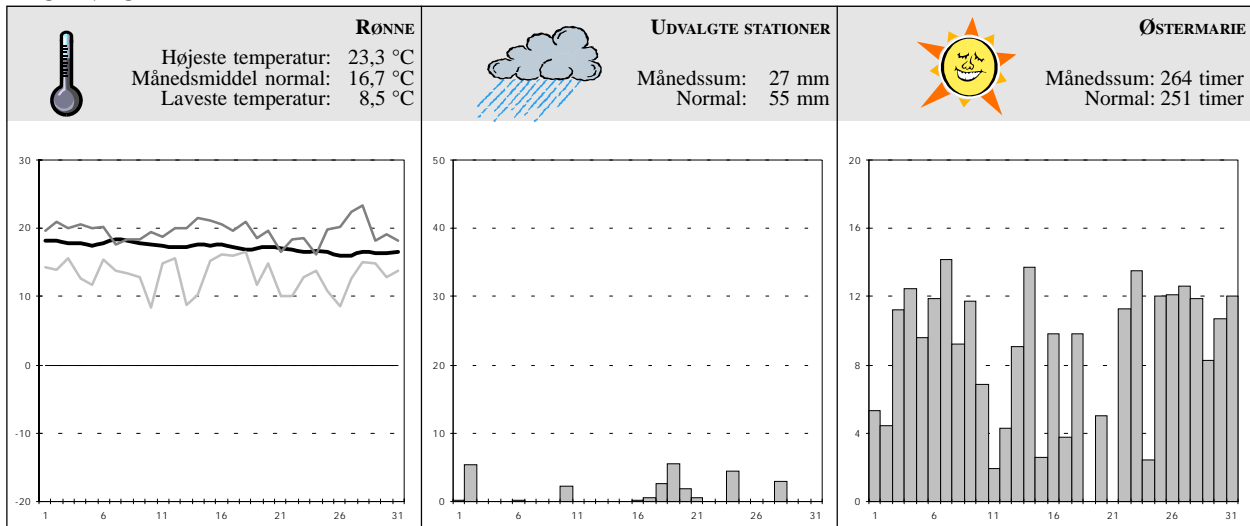 RØNNE
Højeste temperatur: 23,3 °C
Månedsmiddel normal: 16,7 °C
Laveste temperatur: 8,5 °C
30
20
10
0
-10
-20
1 6 11 16 21 26 31
UDVALGTE STATIONER
Månedssum: 27 mm
Normal: 55 mm
50
40
30
20
10
0
1 6 11 16 21 26 31
ØSTERMARIE
Månedssum: 264 timer
Normal: 251 timer
20
16
12
8
4
0
1 6 11 16 21 26 31